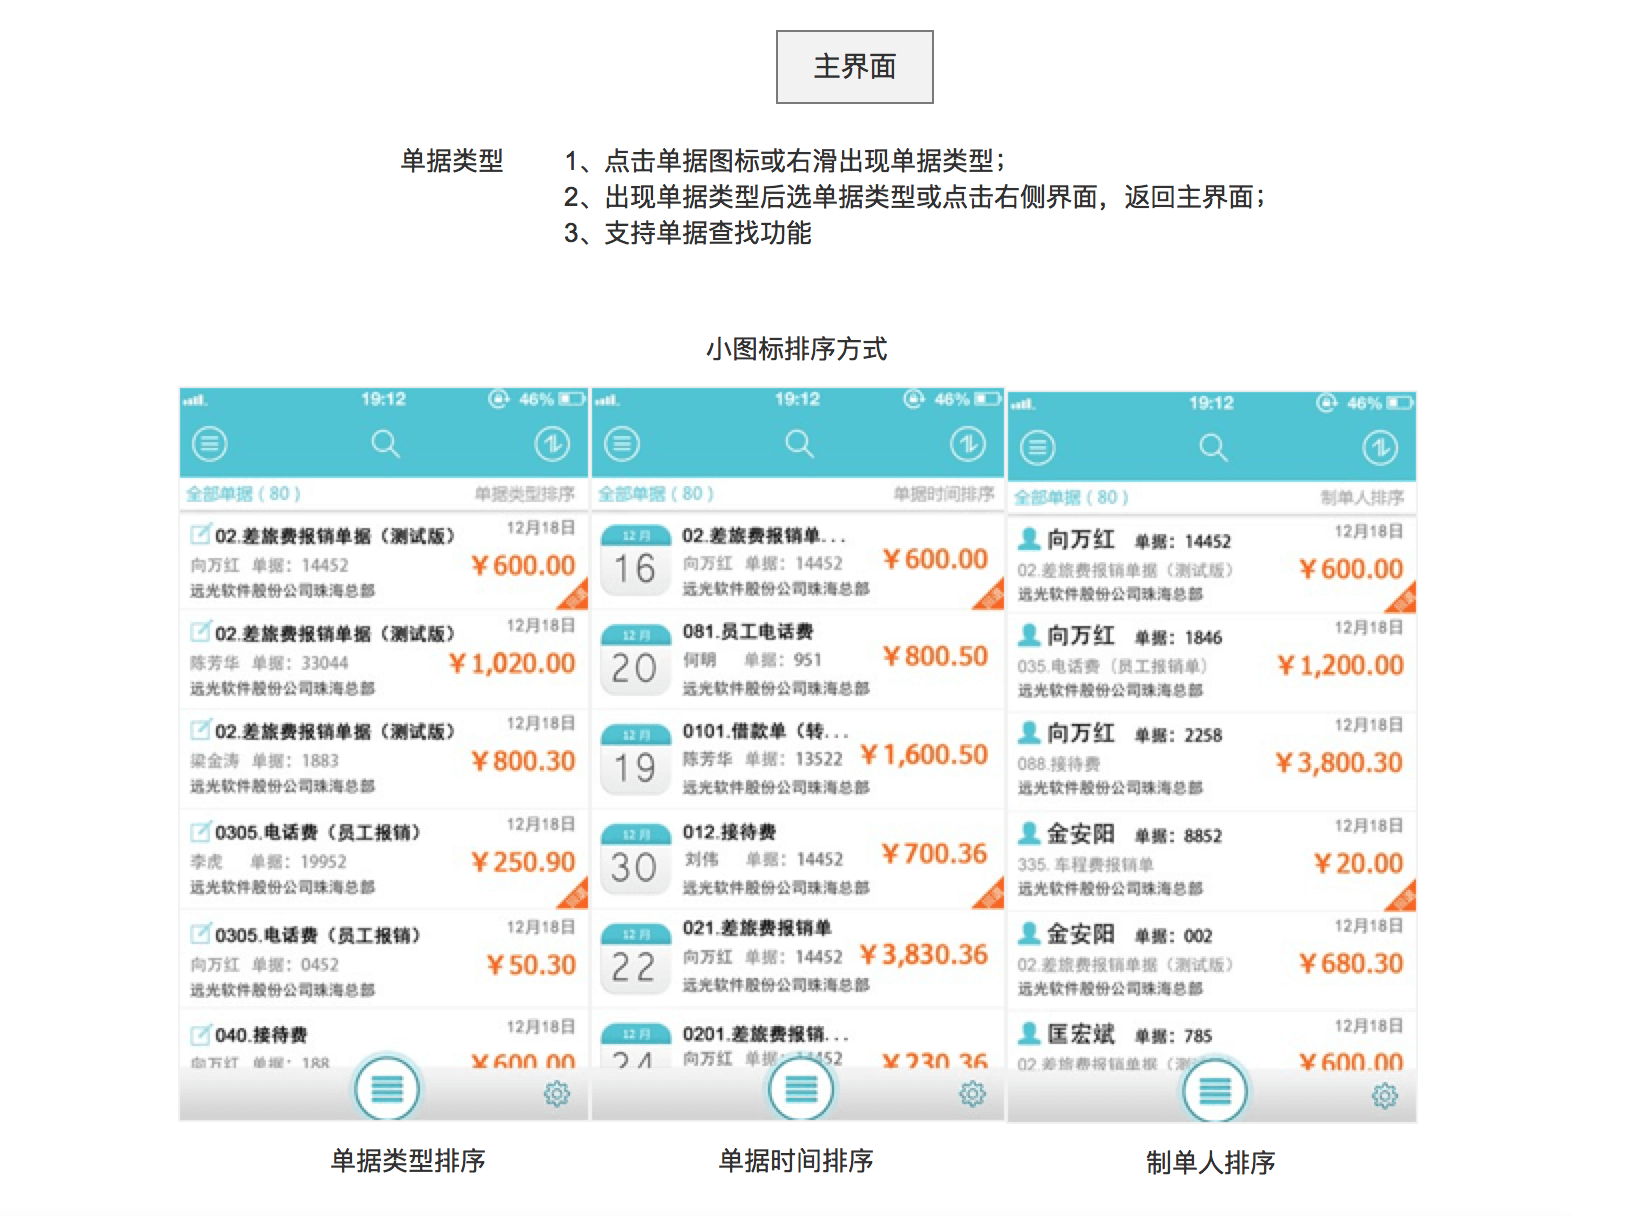 主界面
单据类型
1、点击单据图标或右滑出现单据类型；
2、出现单据类型后选单据类型或点击右侧界面，返回主界面；
3、支持单据查找功能
小图标排序方式
19:12 46%
全部单据（80） 单据类型排序
02.差旅费报销单据（测试版） 12月18日
向万红 单据：14452 ¥600.00
远光软件股份公司珠海总部
02.差旅费报销单据（测试版） 12月18日
陈芳华 单据：33044 ¥1,020.00
远光软件股份公司珠海总部
02.差旅费报销单据（测试版） 12月18日
梁金涛 单据：1883 ¥800.30
远光软件股份公司珠海总部
0305.电话费（员工报销） 12月18日
李虎 单据：19952 ¥250.90
远光软件股份公司珠海总部
0305.电话费（员工报销） 12月18日
向万红 单据：0452 ¥50.30
远光软件股份公司珠海总部
040.接待费 12月18日
向万红 单据：188 ¥600.00
单据类型排序
19:12 46%
全部单据（80） 单据时间排序
12月 16
02.差旅费报销单...
向万红 单据：14452 ¥600.00
远光软件股份公司珠海总部
12月 20
081.员工电话费
何明 单据：951 ¥800.50
远光软件股份公司珠海总部
12月 19
0101.借款单（转...
陈芳华 单据：13522 ¥1,600.50
远光软件股份公司珠海总部
12月 30
012.接待费
刘伟 单据：14452 ¥700.36
远光软件股份公司珠海总部
12月 22
021.差旅费报销单
向万红 单据：14452 ¥3,830.36
远光软件股份公司珠海总部
12月 24
0201.差旅费报销...
向万红 单据：14452 ¥230.36
单据时间排序
19:12 46%
全部单据（80） 制单人排序
向万红 单据：14452 12月18日
02.差旅费报销单据（测试版） ¥600.00
远光软件股份公司珠海总部
向万红 单据：1846 12月18日
035.电话费（员工报销单） ¥1,200.00
远光软件股份公司珠海总部
向万红 单据：2258 12月18日
088.接待费 ¥3,800.30
远光软件股份公司珠海总部
金安阳 单据：8852 12月18日
335. 车程费报销单 ¥20.00
远光软件股份公司珠海总部
金安阳 单据：002 12月18日
02.差旅费报销单据（测试版） ¥680.30
远光软件股份公司珠海总部
匡宏斌 单据：785 12月18日
02.差旅费报销单据（测 ¥600.00
制单人排序